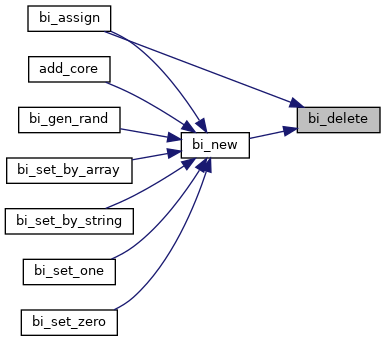 bi_assign
add_core
bi_gen_rand
bi_delete
bi_new
bi_set_by_array
bi_set_by_string
bi_set_one
bi_set_zero